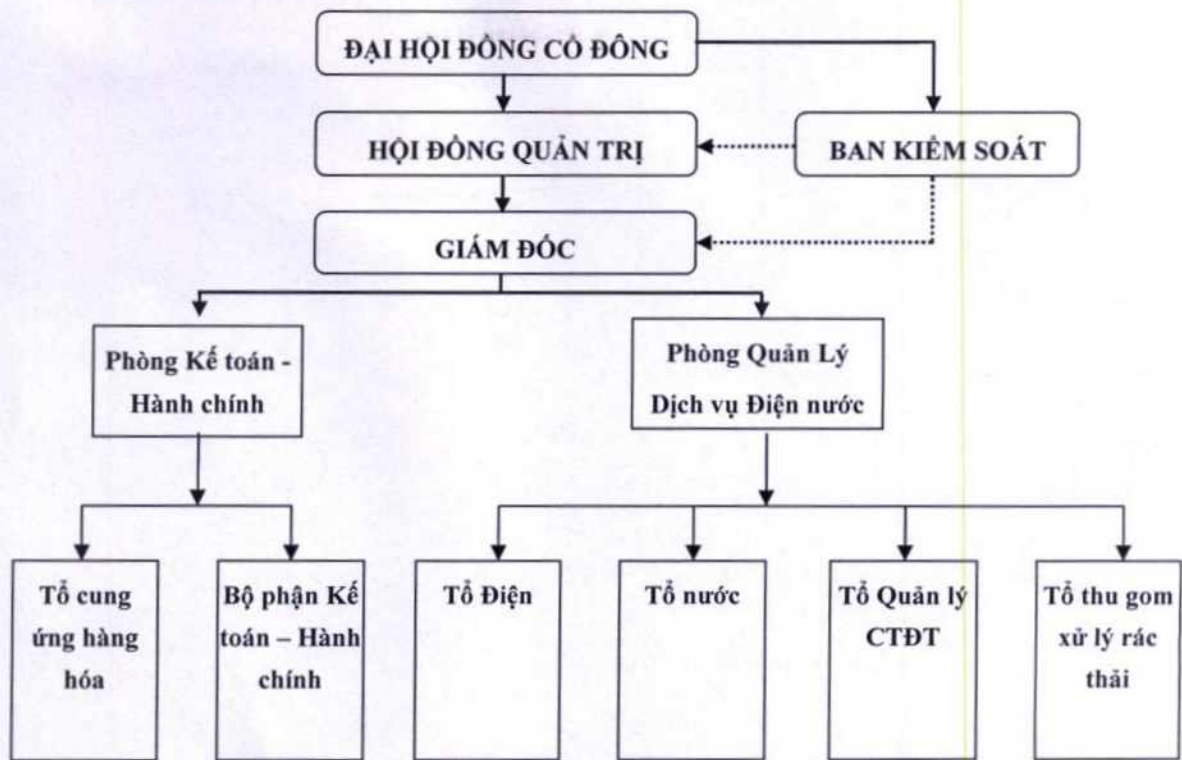 ĐẠI HỘI ĐỒNG CỔ ĐÔNG
HỘI ĐỒNG QUẢN TRỊ
BAN KIỂM SOÁT
GIÁM ĐỐC
Phòng Kế toán -
Hành chính
Phòng Quản Lý
Dịch vụ Điện nước
Tổ cung
ứng hàng
hóa
Bộ phận Kế
toán – Hành
chính
Tổ Điện
Tổ nước
Tổ Quản lý
CTĐT
Tổ thu gom
xử lý rác
thải